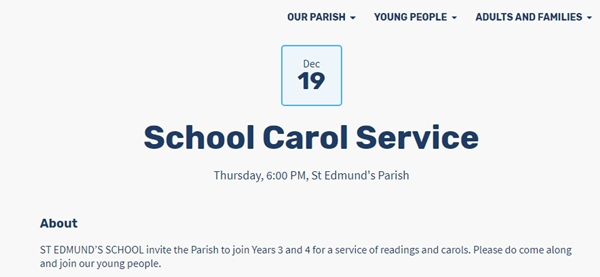 OUR PARISH YOUNG PEOPLE ADULTS AND FAMILIES
Dec
19
School Carol Service
Thursday, 6:00 PM, St Edmund's Parish
About
ST EDMUND'S SCHOOL invite the Parish to join Years 3 and 4 for a service of readings and carols. Please do come along
and join our young people.